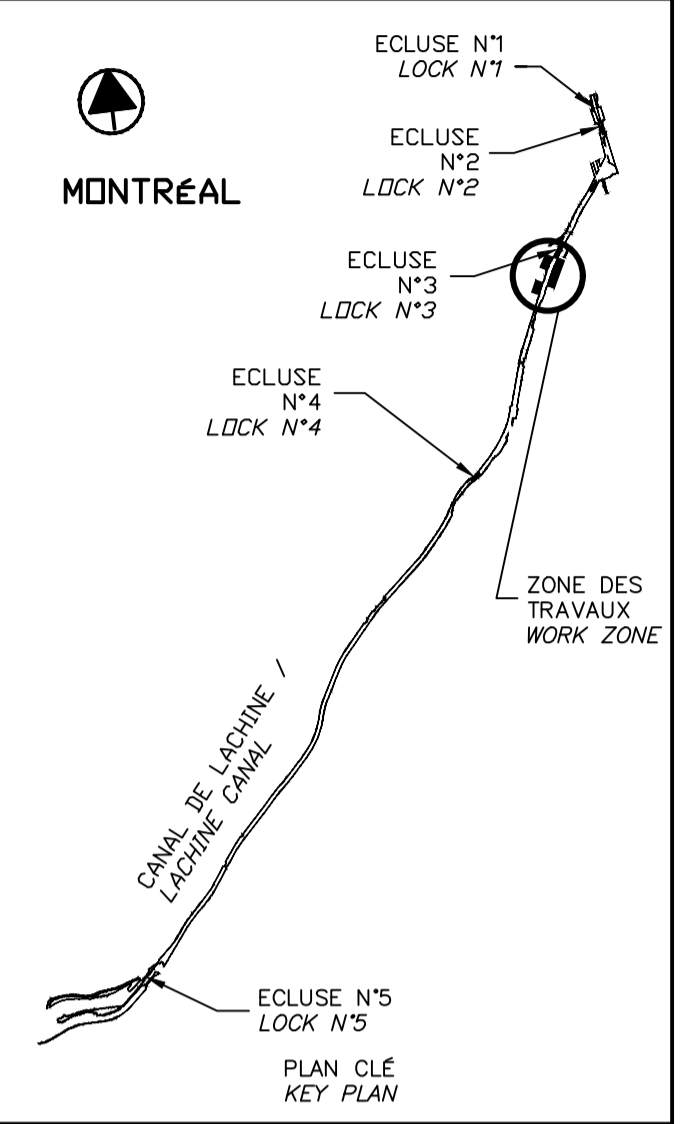 ECLUSE N°1
LOCK N°1
MONTRÉAL
ECLUSE
N°2
LOCK N°2
ECLUSE
N°3
LOCK N°3
ECLUSE
N°4
LOCK N°4
ZONE DES
TRAVAUX
WORK ZONE
CANAL DE LACHINE /
LACHINE CANAL
ECLUSE N°5
LOCK N°5
PLAN CLÉ
KEY PLAN